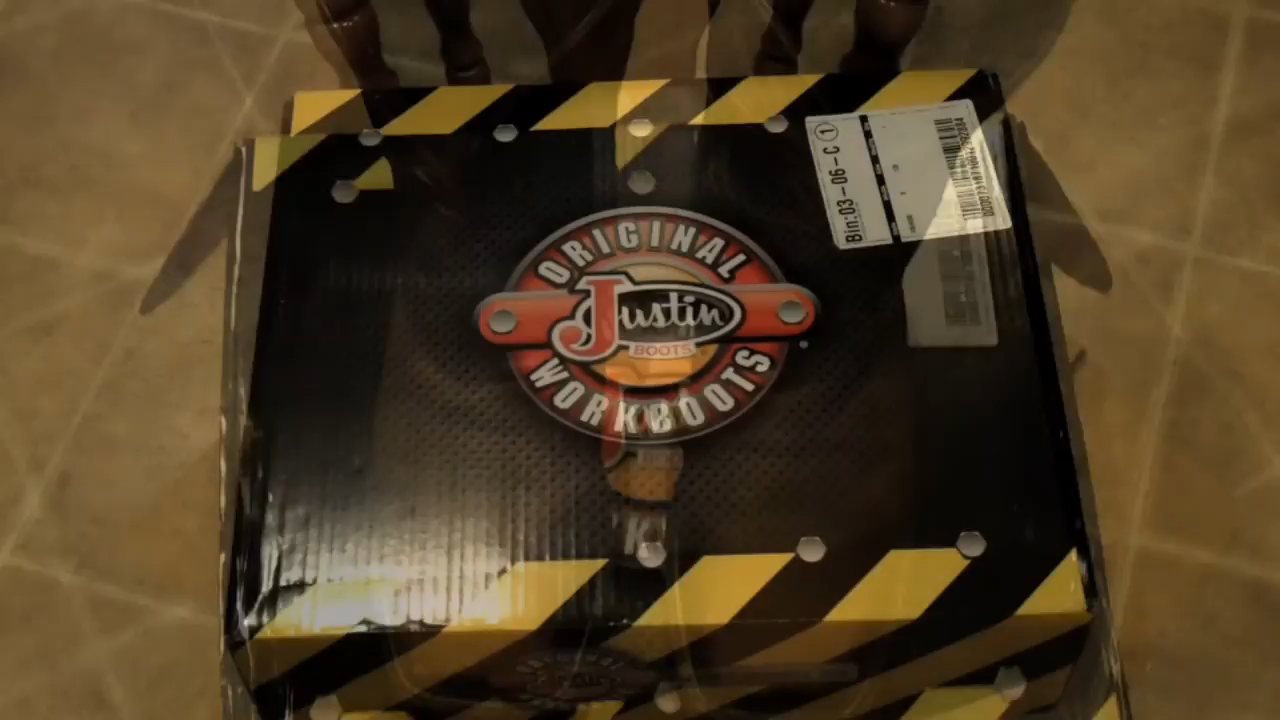 Bin:03-06-C 1
ORIGINAL
Justin
BOOTS
WORKBOOTS